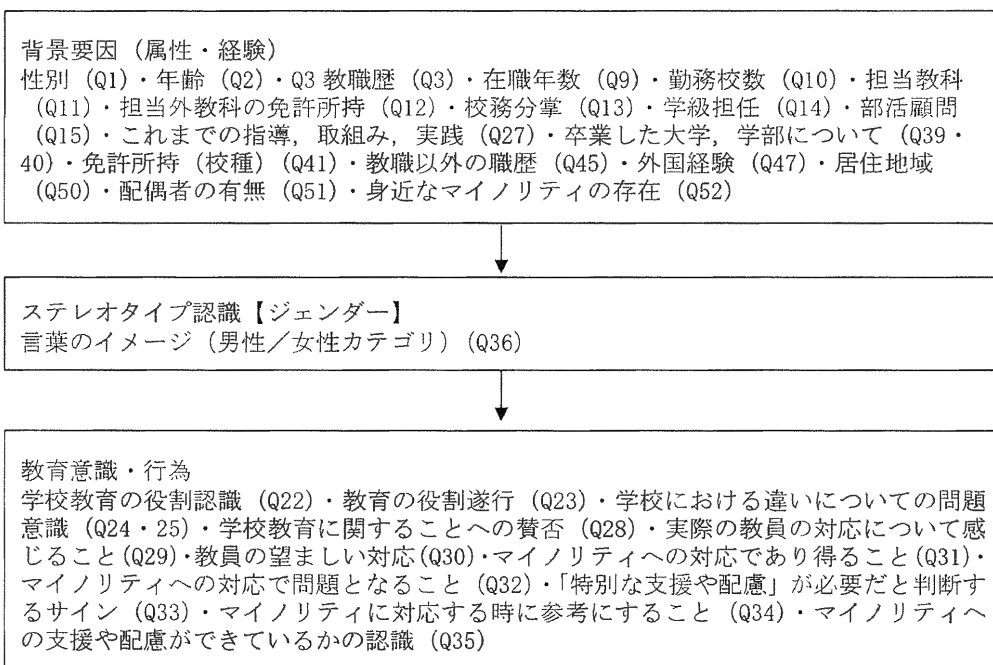 背景要因（属性・経験）
性別（Q1）・年齢（Q2）・Q3 教職歴（Q3）・在職年数（Q9）・勤務校数（Q10）・担当教科
（Q11）・担当外教科の免許所持（Q12）・校務分掌（Q13）・学級担任（Q14）・部活顧問
（Q15）・これまでの指導，取組み，実践（Q27）・卒業した大学，学部について（Q39・
40）・免許所持（校種）（Q41）・教職以外の職歴（Q45）・外国経験（Q47）・居住地域
（Q50）・配偶者の有無（Q51）・身近なマイノリティの存在（Q52）
ステレオタイプ認識【ジェンダー】
言葉のイメージ（男性／女性カテゴリ）（Q36）
教育意識・行為
学校教育の役割認識（Q22）・教育の役割遂行（Q23）・学校における違いについての問題
意識（Q24・25）・学校教育に関することへの賛否（Q28）・実際の教員の対応について感
じること（Q29）・教員の望ましい対応（Q30）・マイノリティへの対応であり得ること（Q31）・
マイノリティへの対応で問題となること（Q32）・「特別な支援や配慮」が必要だと判断す
るサイン（Q33）・マイノリティに対応する時に参考にすること（Q34）・マイノリティへ
の支援や配慮ができているかの認識（Q35）